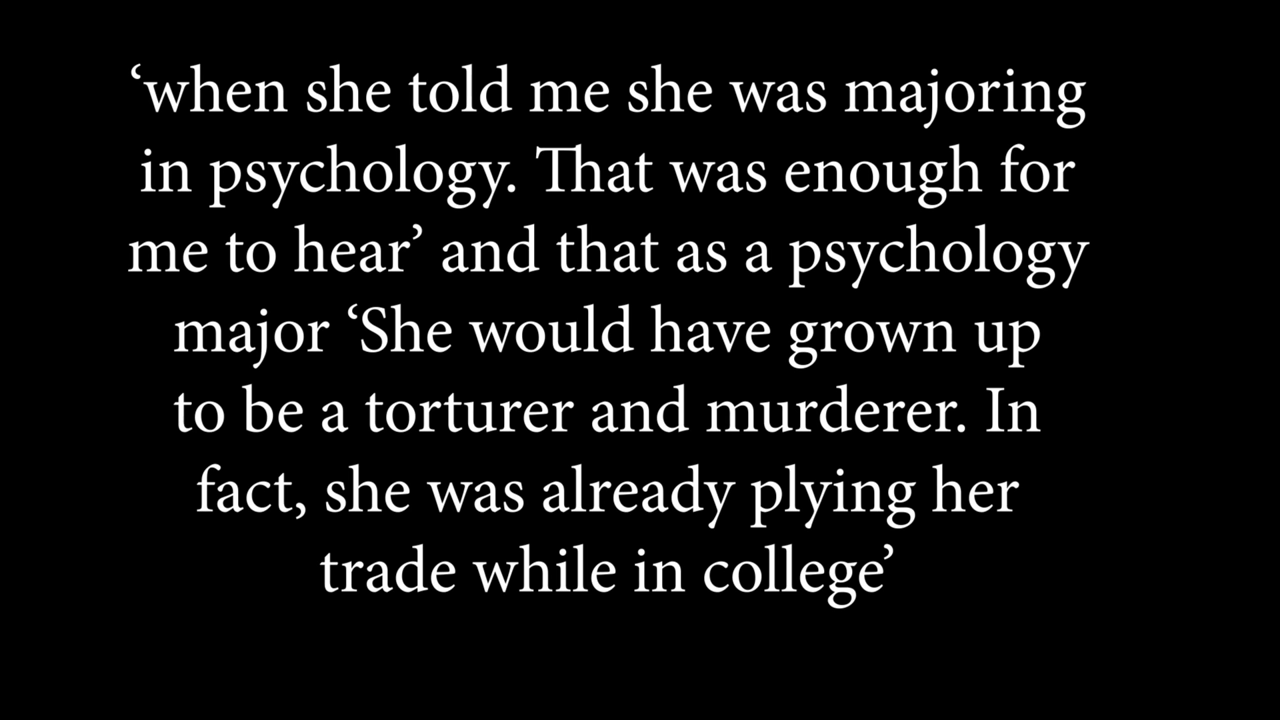 ‘when she told me she was majoring
in psychology. That was enough for
me to hear’ and that as a psychology
major ‘She would have grown up
to be a torturer and murderer. In
fact, she was already plying her
trade while in college’